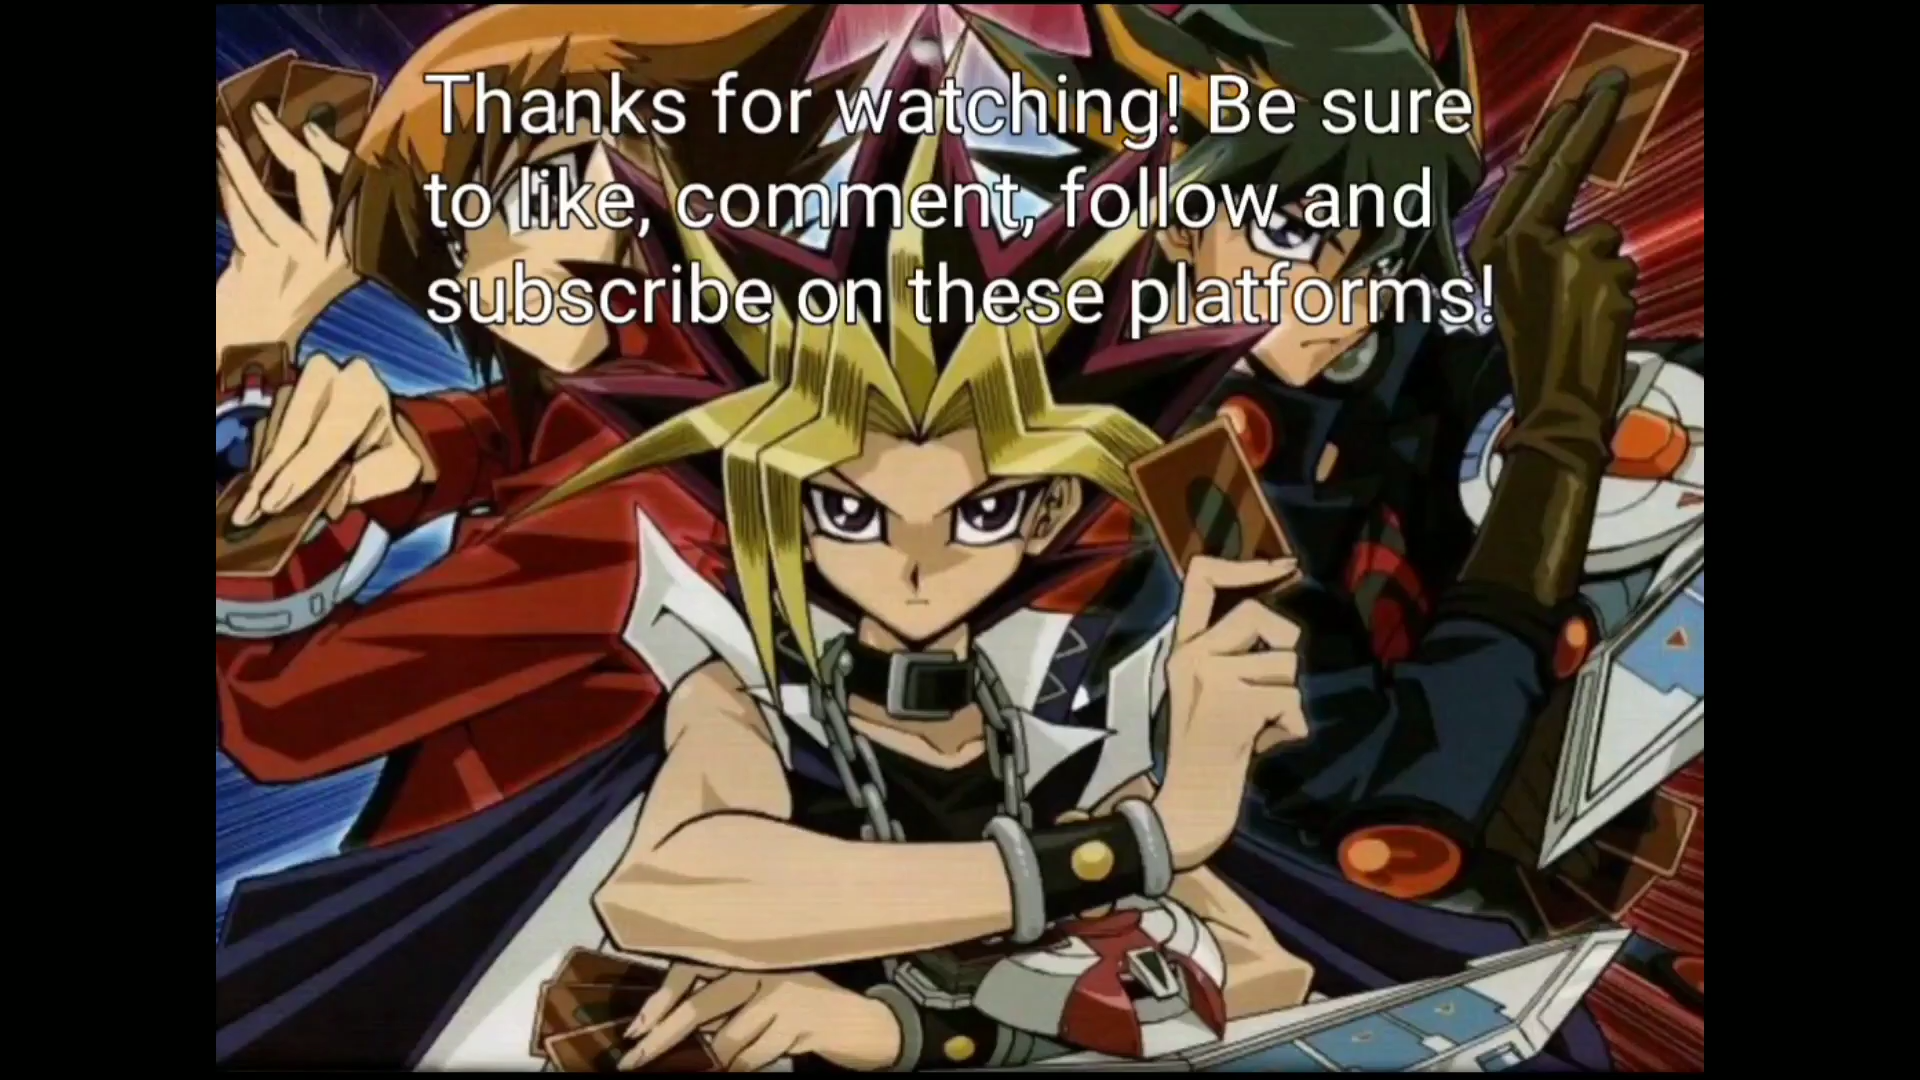 Thanks for watching! Be sure
to like, comment, follow and
subscribe on these platforms!